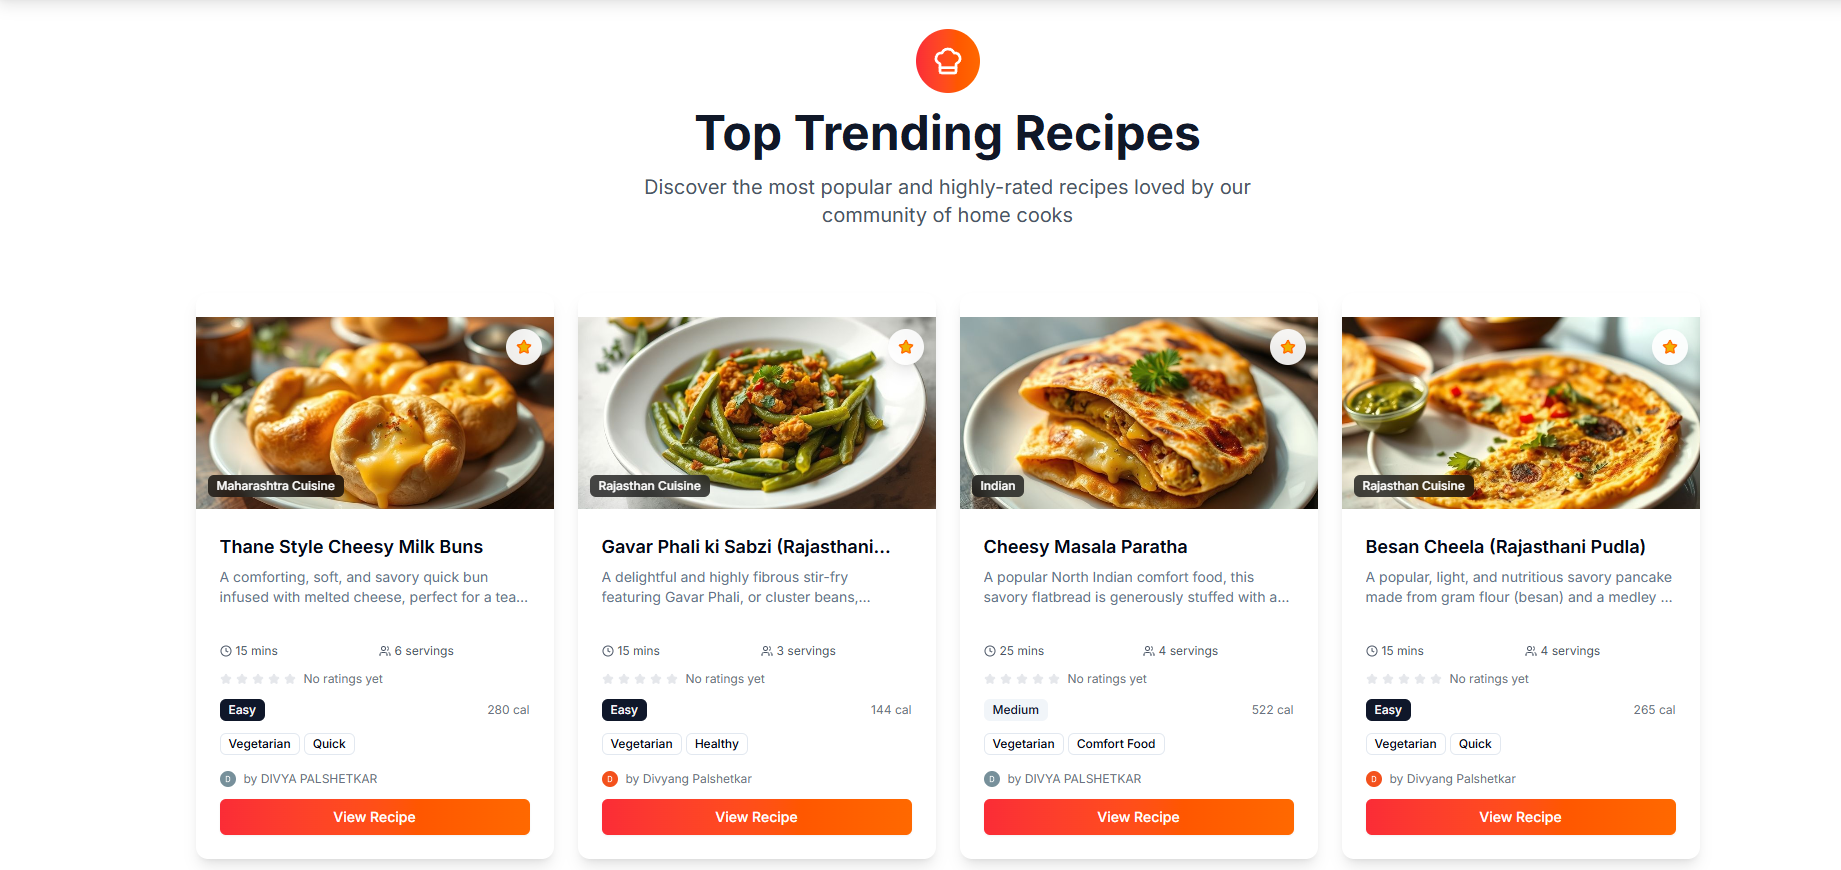 Top Trending Recipes
Discover the most popular and highly-rated recipes loved by our
community of home cooks
Maharashtra Cuisine
Thane Style Cheesy Milk Buns
A comforting, soft, and savory quick bun
infused with melted cheese, perfect for a tea...
15 mins
6 servings
No ratings yet
Easy
280 cal
Vegetarian
Quick
D
by DIVYA PALSHETKAR
View Recipe
Rajasthan Cuisine
Gavar Phali ki Sabzi (Rajasthani...
A delightful and highly fibrous stir-fry
featuring Gavar Phali, or cluster beans,...
15 mins
3 servings
No ratings yet
Easy
144 cal
Vegetarian
Healthy
D
by Divyang Palshetkar
View Recipe
Indian
Cheesy Masala Paratha
A popular North Indian comfort food, this
savory flatbread is generously stuffed with a...
25 mins
4 servings
No ratings yet
Medium
522 cal
Vegetarian
Comfort Food
D
by DIVYA PALSHETKAR
View Recipe
Rajasthan Cuisine
Besan Cheela (Rajasthani Pudla)
A popular, light, and nutritious savory pancake
made from gram flour (besan) and a medley ...
15 mins
4 servings
No ratings yet
Easy
265 cal
Vegetarian
Quick
D
by Divyang Palshetkar
View Recipe